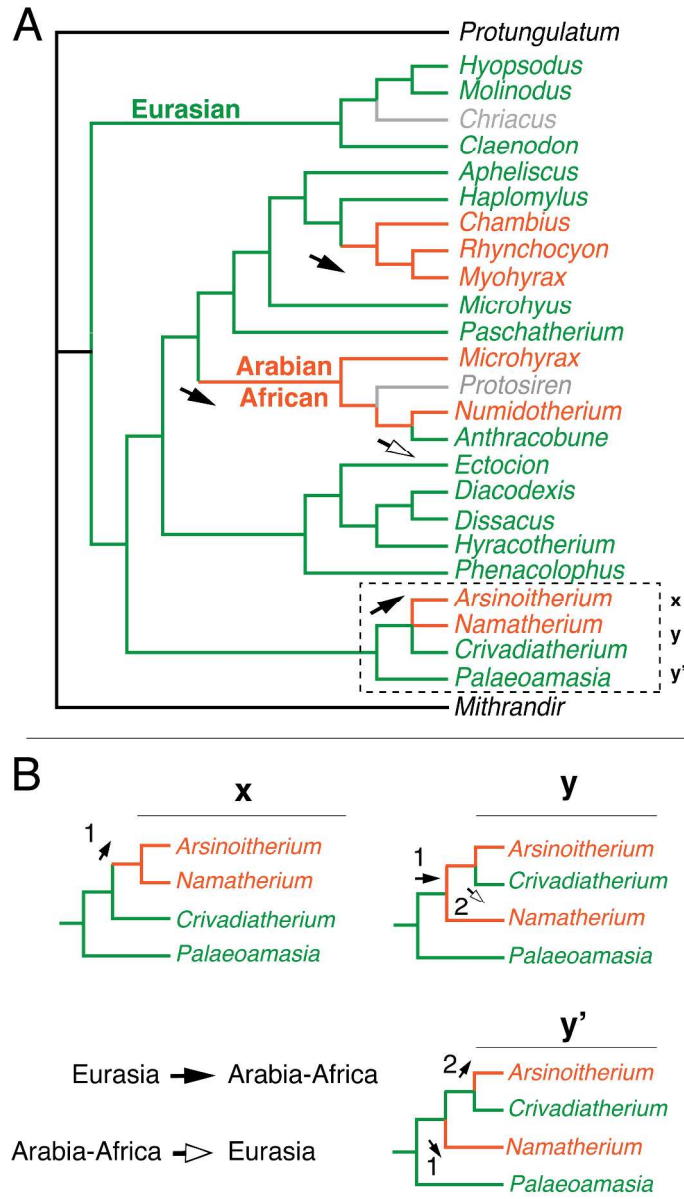 A
Protungulatum
Hyopsodus
Eurasian
Molinodus
Chriacus
Claenodon
Apheliscus
Haplomylus
Chambius
Rhynchocyon
Myohyrax
Microhyus
Paschatherium
Arabian
African
Microhyrax
Protosiren
Numidotherium
Anthracobune
Ectocion
Diacodexis
Dissacus
Hyracotherium
Phenacolophus
Arsinoitherium x
Namatherium y
Crivadiatherium
Palaeoamasia y'
Mithrandir
B
x
1
Arsinoitherium
Namatherium
Crivadiatherium
Palaeoamasia
y
1
2
Arsinoitherium
Crivadiatherium
Namatherium
Palaeoamasia
y’
2
1
Arsinoitherium
Crivadiatherium
Namatherium
Palaeoamasia
Eurasia Arabia-Africa
Arabia-Africa Eurasia